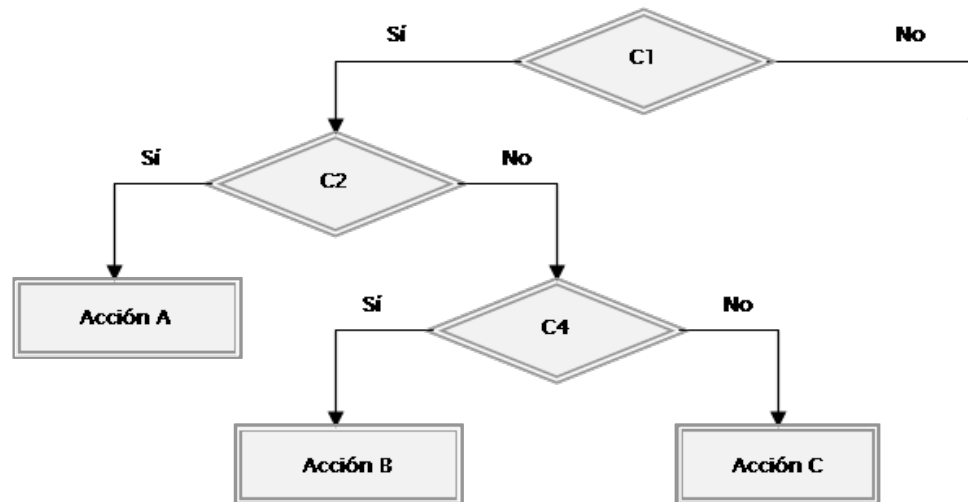 Sí
C1
No
Sí
C2
No
Acción A
Sí
C4
No
Acción B
Acción C